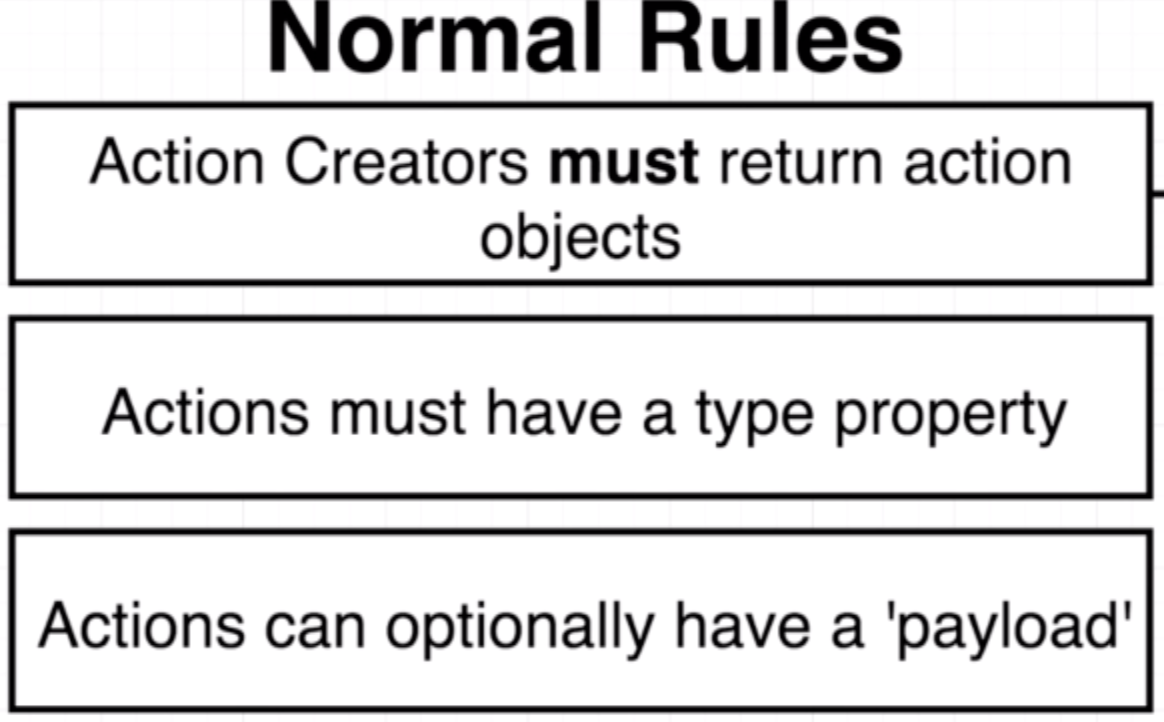 Normal Rules
Action Creators must return action
objects
Actions must have a type property
Actions can optionally have a 'payload'